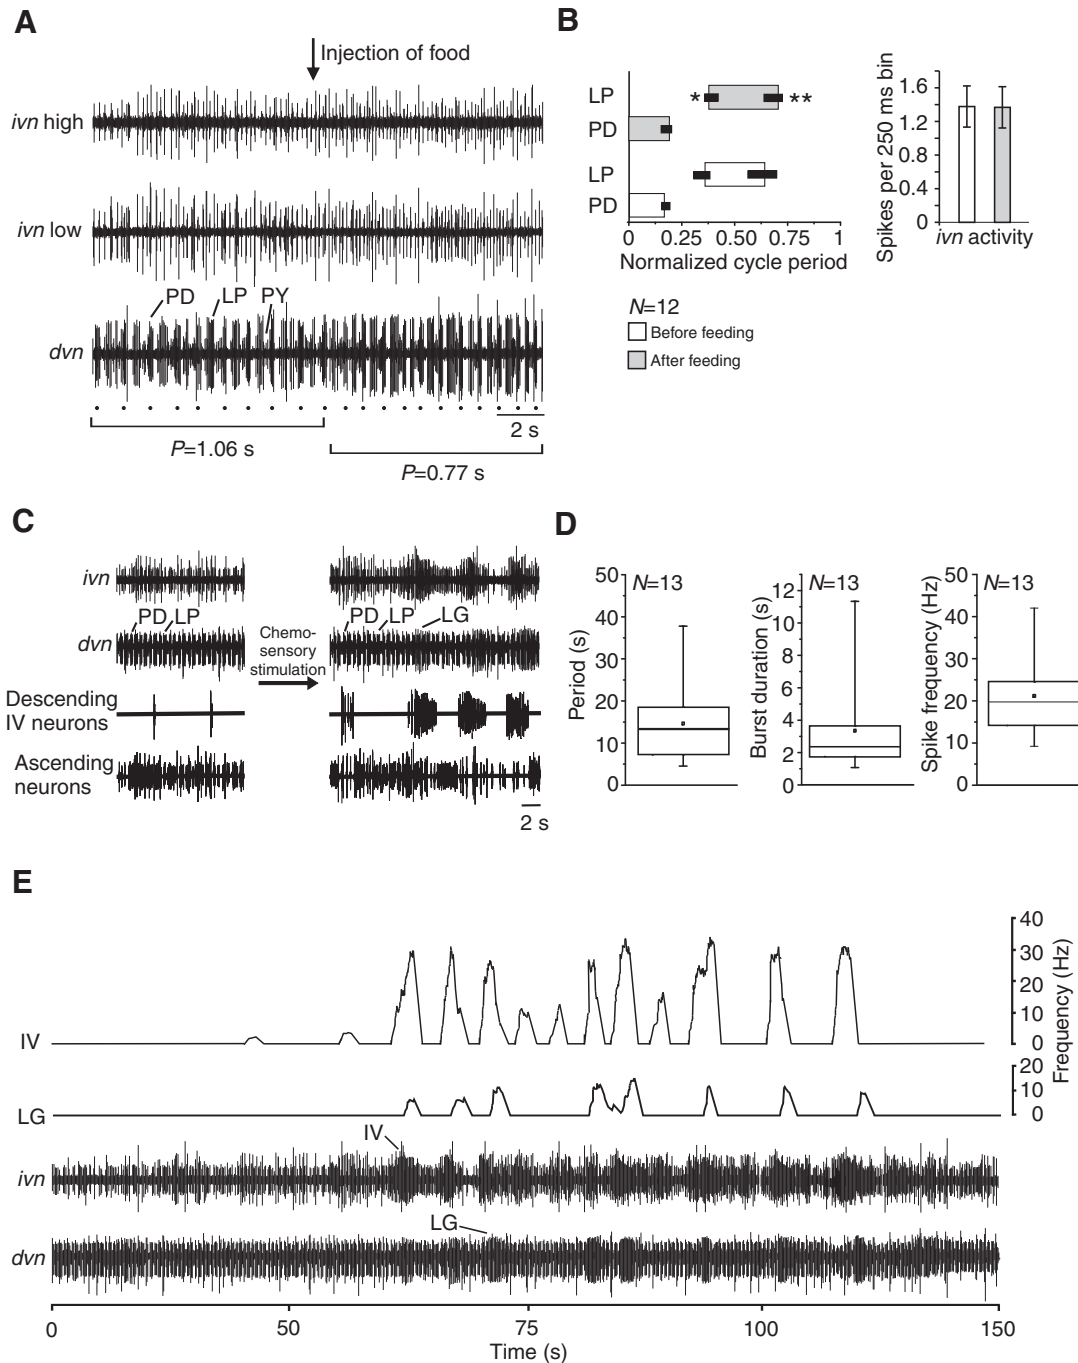 A
Injection of food
ivn high
ivn low
PD LP PY
dvn
2 s
P=1.06 s
P=0.77 s
B
LP * **
PD
LP
PD
0 0.25 0.50 0.75 1
Normalized cycle period
N=12
Before feeding
After feeding
Spikes per 250 ms bin
1.6
1.2
0.8
0.4
0
ivn activity
C
ivn
PD LP
PD LP LG
dvn
Chemo-
sensory
stimulation
Descending
IV neurons
Ascending
neurons
2 s
D
Period (s)
50
40
30
20
10
0
N=13
Burst duration (s)
12
10
8
6
4
2
0
N=13
Spike frequency (Hz)
50
40
30
20
10
0
N=13
E
40
30
20
10
0
IV
20
10
0
Frequency (Hz)
LG
IV
ivn
LG
dvn
0 50 75 100 150
Time (s)